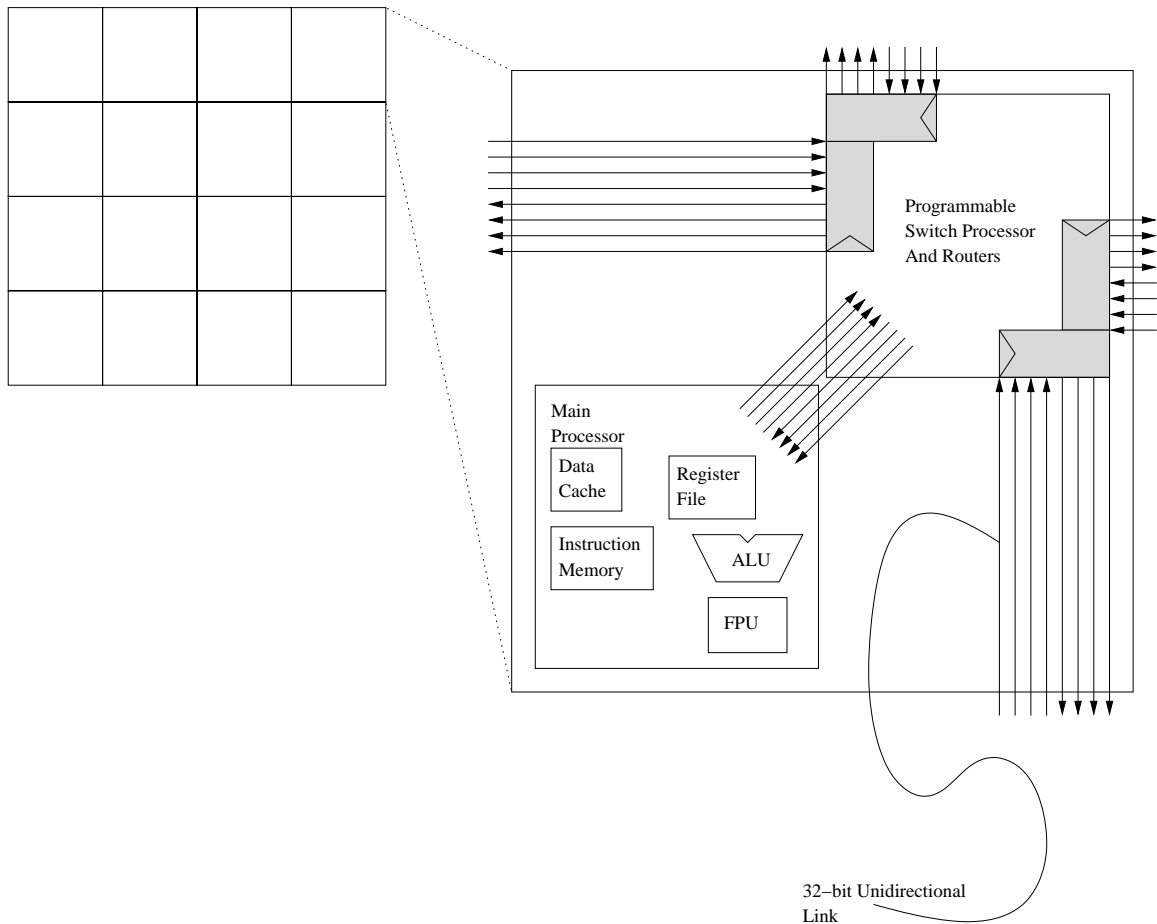 Programmable
Switch Processor
And Routers
Main
Processor
Data
Cache
Register
File
Instruction
Memory
ALU
FPU
32−bit Unidirectional
Link